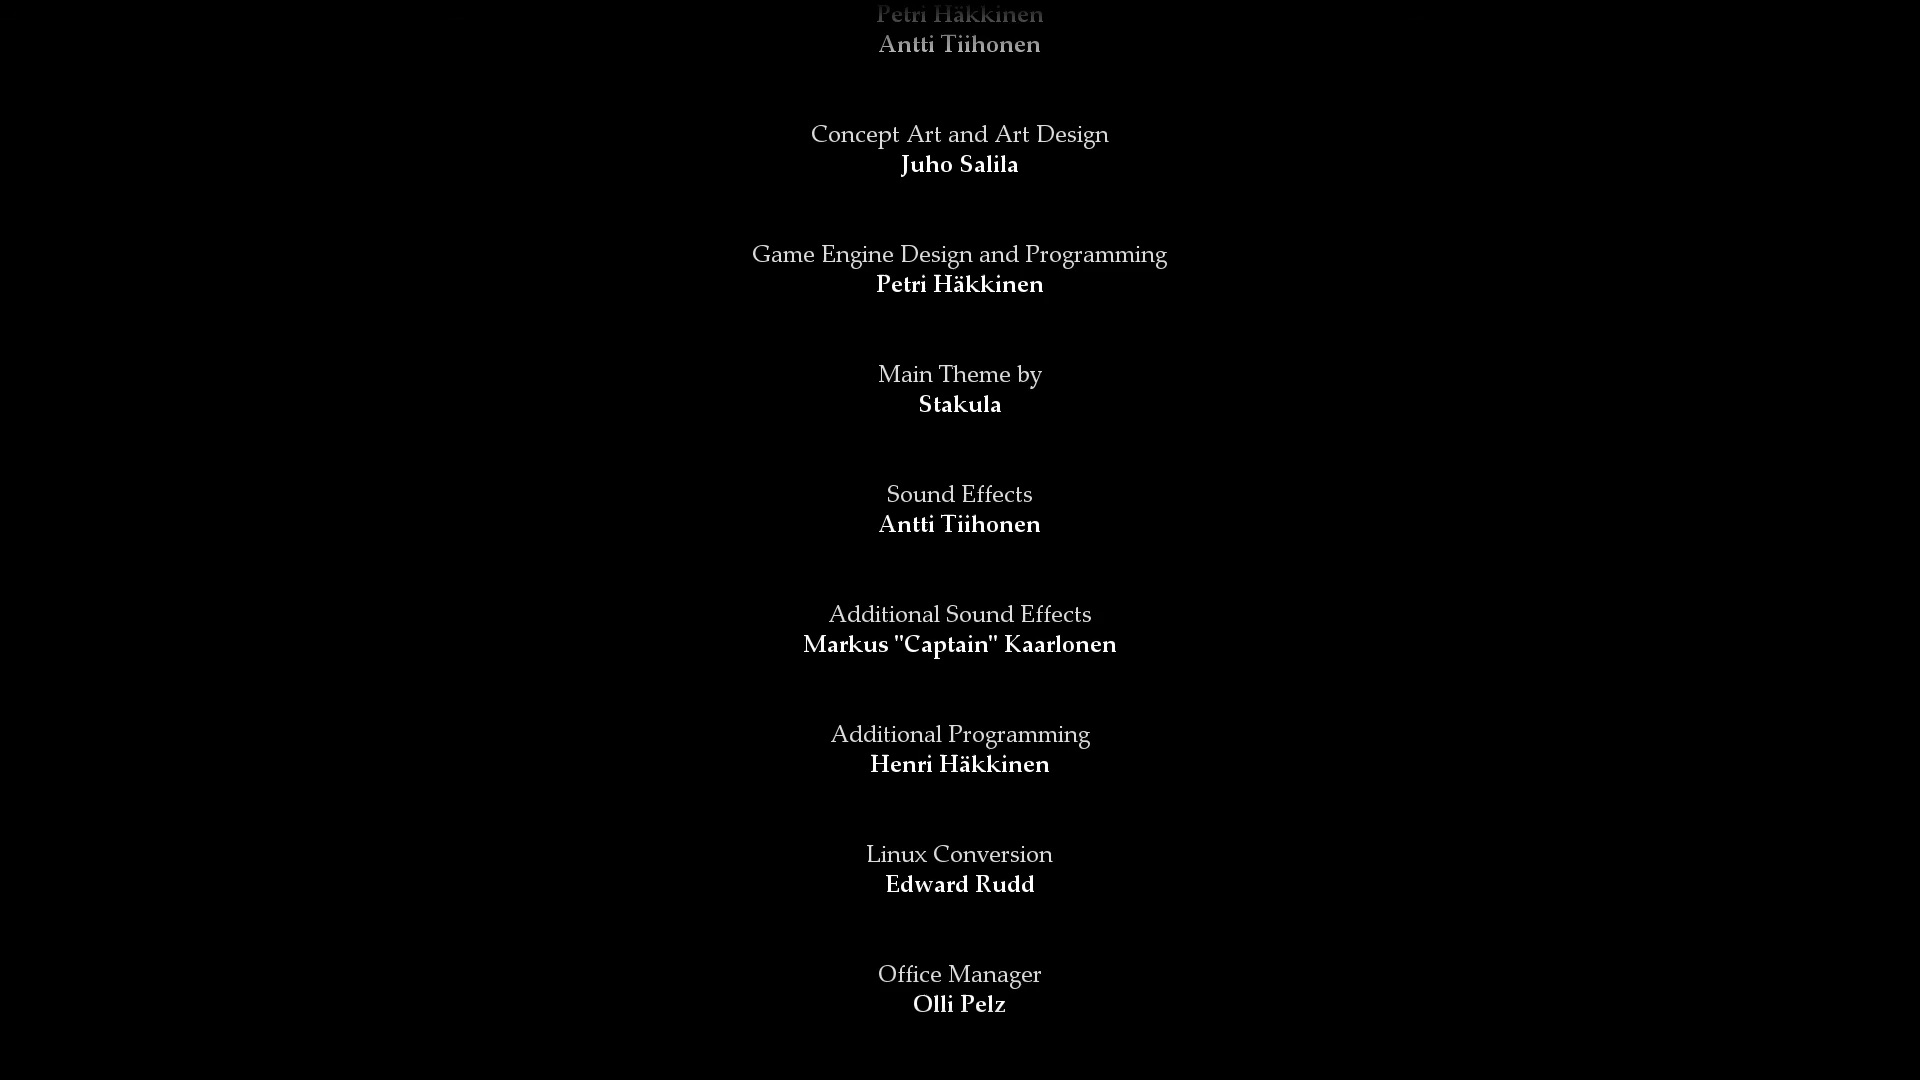 Petri Häkkinen
Antti Tiihonen
Concept Art and Art Design
Juho Salila
Game Engine Design and Programming
Petri Häkkinen
Main Theme by
Stakula
Sound Effects
Antti Tiihonen
Additional Sound Effects
Markus "Captain" Kaarlonen
Additional Programming
Henri Häkkinen
Linux Conversion
Edward Rudd
Office Manager
Olli Pelz